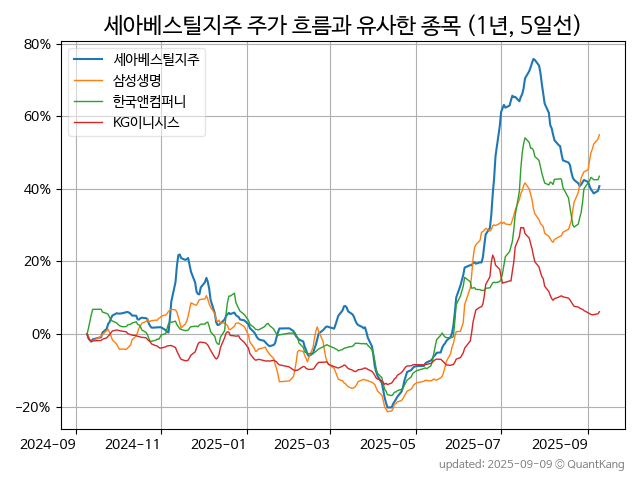 세아베스틸지주 주가 흐름과 유사한 종목 (1년, 5일선)
80%
60%
40%
20%
0%
−20%
세아베스틸지주
삼성생명
한국앤컴퍼니
KG이니시스
2024-09
2024-11
2025-01
2025-03
2025-05
2025-07
2025-09
updated: 2025-09-09 © QuantKang